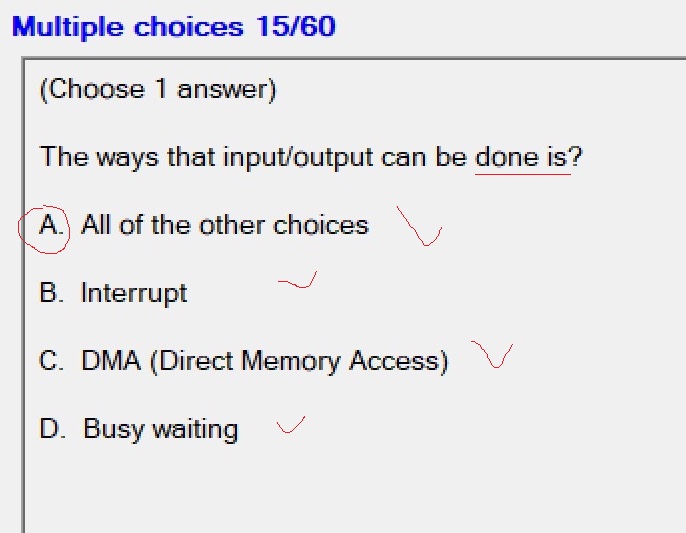 Multiple choices 15/60
(Choose 1 answer)
The ways that input/output can be done is?
A. All of the other choices
B. Interrupt
C. DMA (Direct Memory Access)
D. Busy waiting